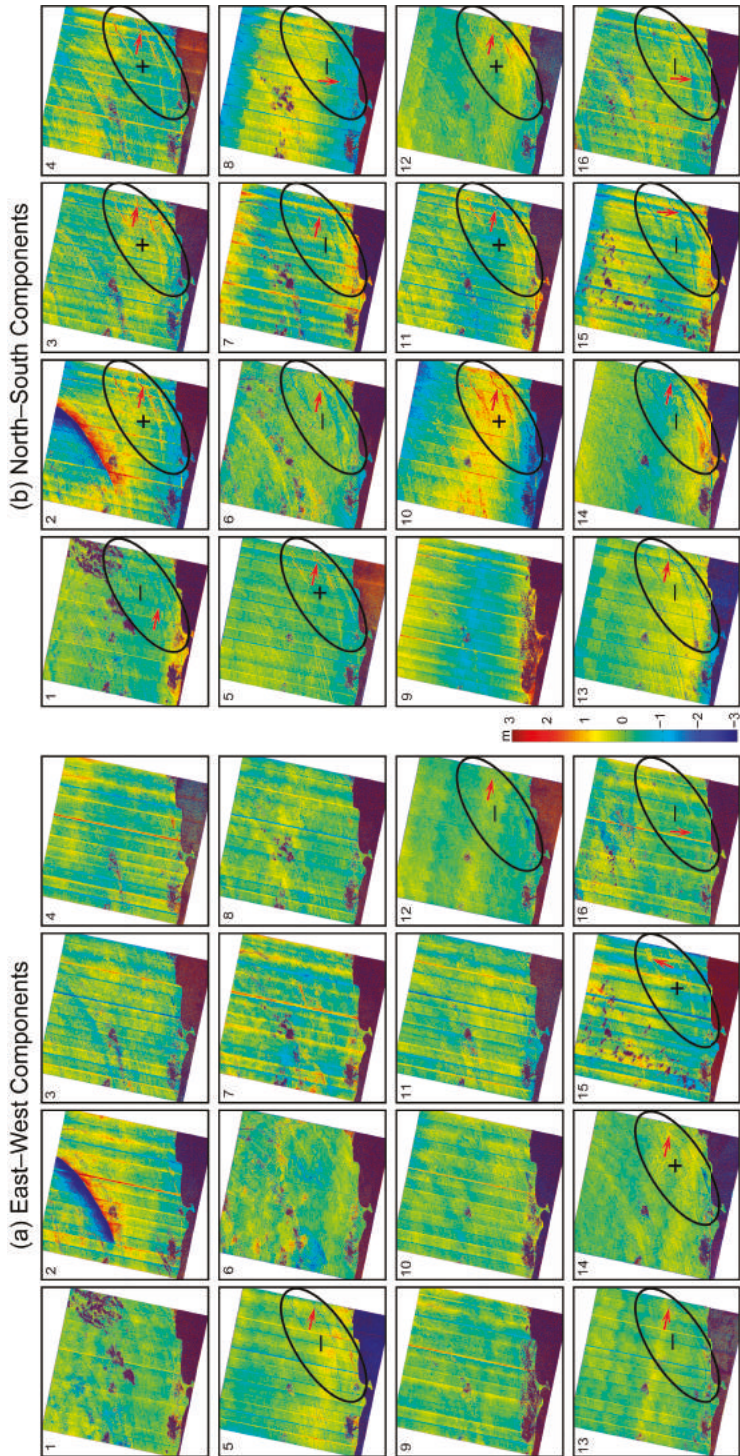 (a) East–West Components
1 2 3 4
5 6 7 8
−
9 10 11 12
−
13 14 15 16
− + + −
(b) North–South Components
1 2 3 4
− + + +
5 6 7 8
+ − − −
9 10 11 12
+ + +
13 14 15 16
− − − −
m 3
2
1
0
−1
−2
−3